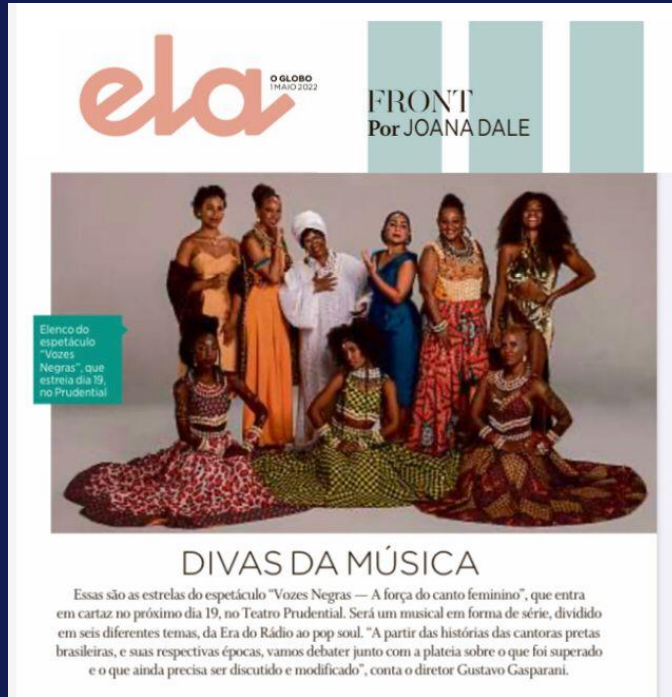 ela
O GLOBO
1 MAIO 2022
FRONT
Por JOANA DALE
Elenco do
espetáculo
"Vozes
Negras", que
estreia dia 19,
no Prudential
DIVAS DA MÚSICA
Essas são as estrelas do espetáculo "Vozes Negras — A força do canto feminino", que entra
em cartaz no próximo dia 19, no Teatro Prudential. Será um musical em forma de série, dividido
em seis diferentes temas, da Era do Rádio ao pop soul. "A partir das histórias das cantoras pretas
brasileiras, e suas respectivas épocas, vamos debater junto com a plateia sobre o que foi superado
e o que ainda precisa ser discutido e modificado", conta o diretor Gustavo Gasparani.